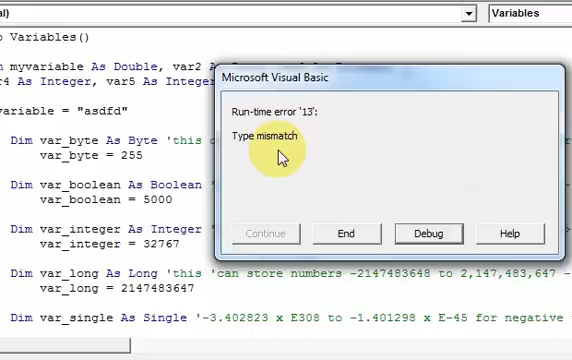 al)
Variables
Variables()
myvariable As Double, var2
var4 As Integer, var5 As Integer
variable = "asdfd"
Microsoft Visual Basic
Run-time error '13':
Type mismatch
Continue
End
Debug
Help
Dim var_byte As Byte 'this
var_byte = 255
Dim var_boolean As Boolean '
var_boolean = 5000
Dim var_integer As Integer '
var_integer = 32767
Dim var_long As Long 'this 'can store numbers -2147483648 to 2,147,483,647 -
var_long = 2147483647
Dim var_single As Single '-3.402823 x E308 to -1.401298 x E-45 for negative